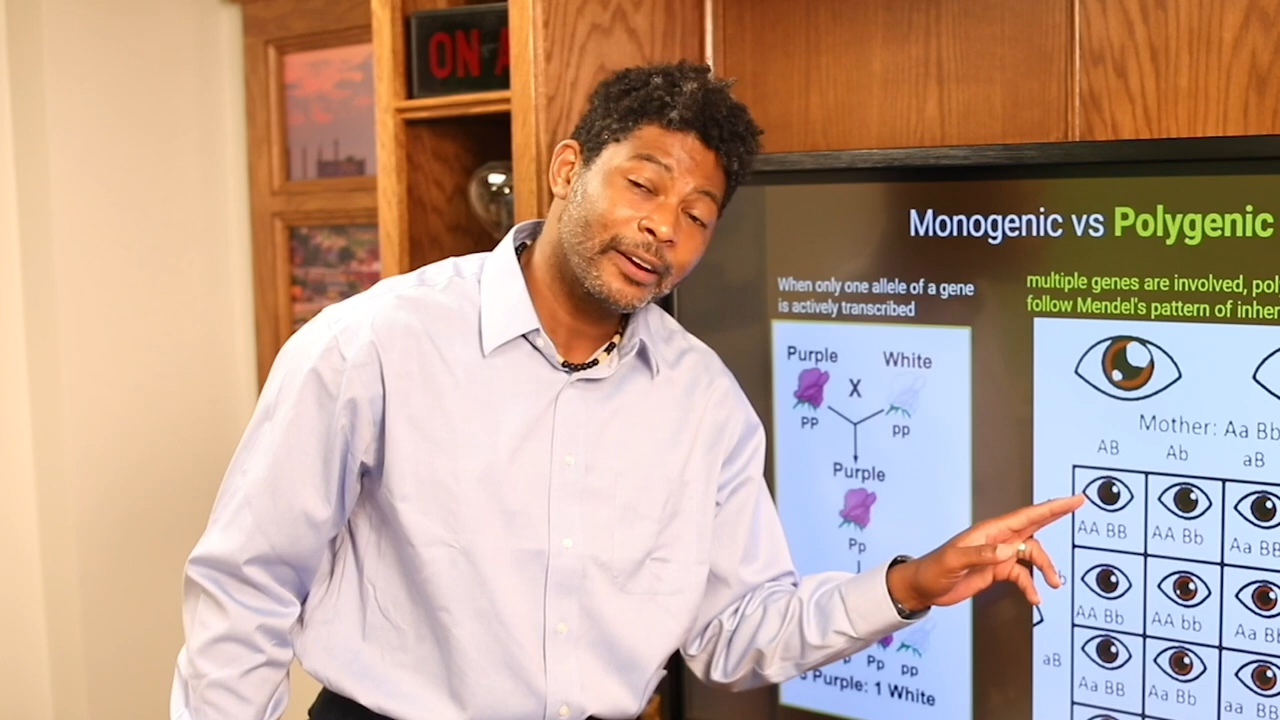 ON A
Monogenic vs Polygenic
When only one allele of a gene
is actively transcribed
multiple genes are involved, pol
follow Mendel's pattern of inher
Purple
White
X
pp
pp
Purple
Pp
Pp
pp
Purple: 1 White
Mother: Aa Bb
AB
Ab
aB
AA BB
AA Bb
Aa BB
AA Bb
AA bb
Aa B
aB
Aa BB
Aa Bb
aa BB